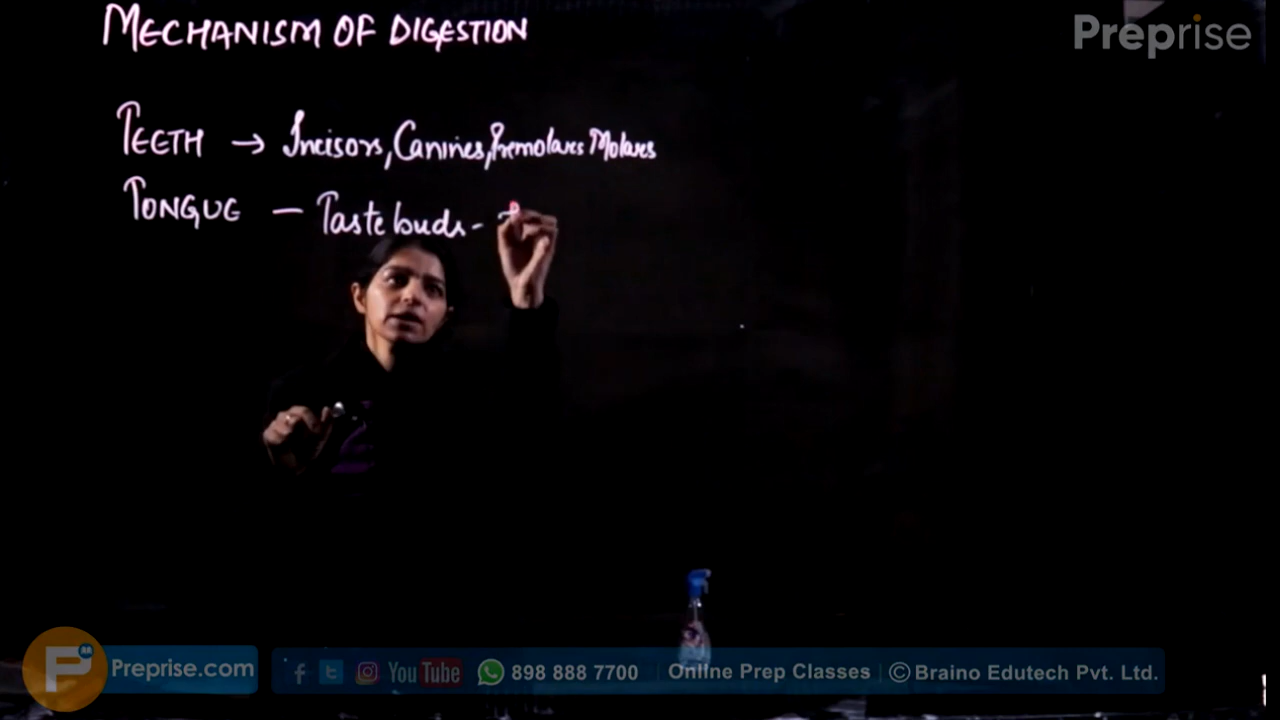 MECHANISM OF DIGESTION
Preprise
TEETH → Incisors, Canines, Premolars Molars
TONGUE – Taste buds -
Preprise.com
You Tube
898 888 7700
Online Prep Classes
© Braino Edutech Pvt. Ltd.